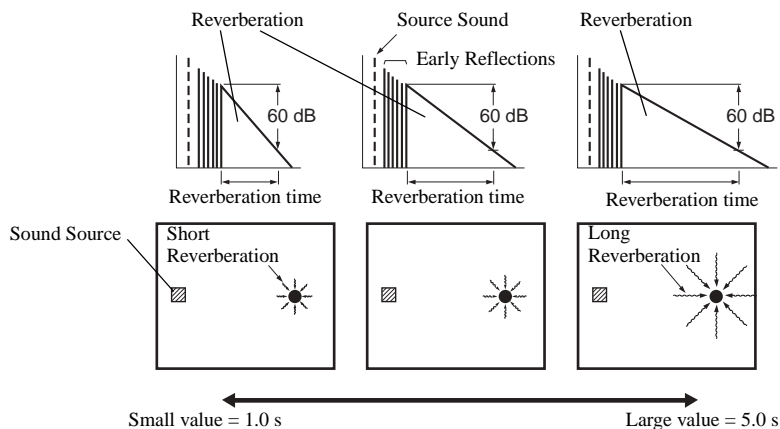 Reverberation
Source Sound
Reverberation
Early Reflections
60 dB
60 dB
60 dB
Reverberation time
Reverberation time
Reverberation time
Sound Source
Short
Reverberation
Long
Reverberation
Small value = 1.0 s
Large value = 5.0 s